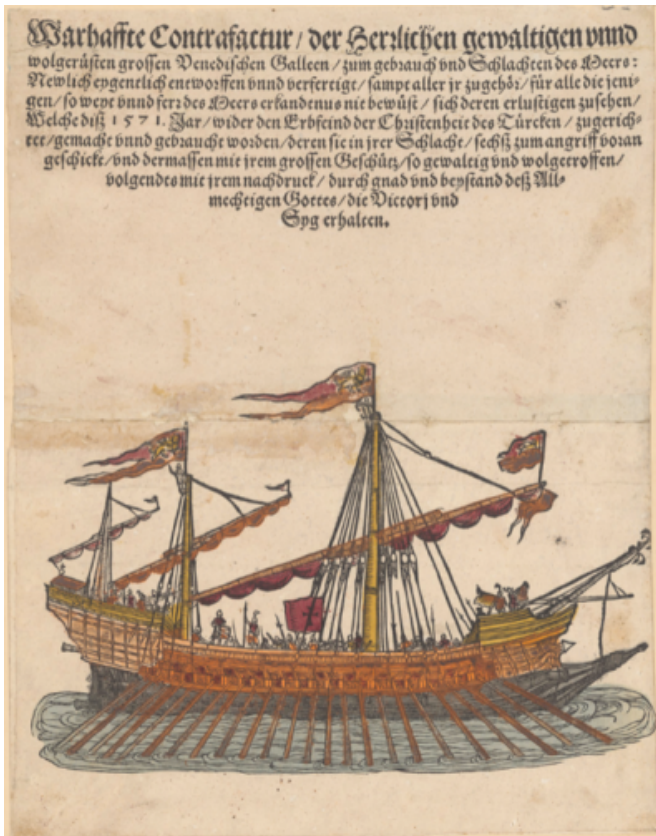 Warhaffte Contrafactur / der Herrlichen gewaltigen vnnd
wolgerüsten grossen Venedischen Galleen / zum gebrauch vnd Schlachten des Meers:
Newlich eygentlich entworffen vnnd verfertigt / sampt aller jr zugehör / für alle die jeni-
gen / so weyt vnnd ferr des Meers erkandtnus nie bewüst / sich deren erlustigen zusehen /
Welche diß 1571. Jar / wider den Erbfeind der Christenheit des Türcken / zugerich-
tet / gemacht vnnd gebraucht worden / deren sie in jrer Schlacht / sechß zum angriff voran
geschickt / vnd dermassen mit jrem grossen Geschütz / so gewaltig vnd wolgetroffen /
volgendts mit jrem nachdruck / durch gnad vnd beystand deß All-
mechtigen Gottes / die Victorj vnd
Syg erhalten.